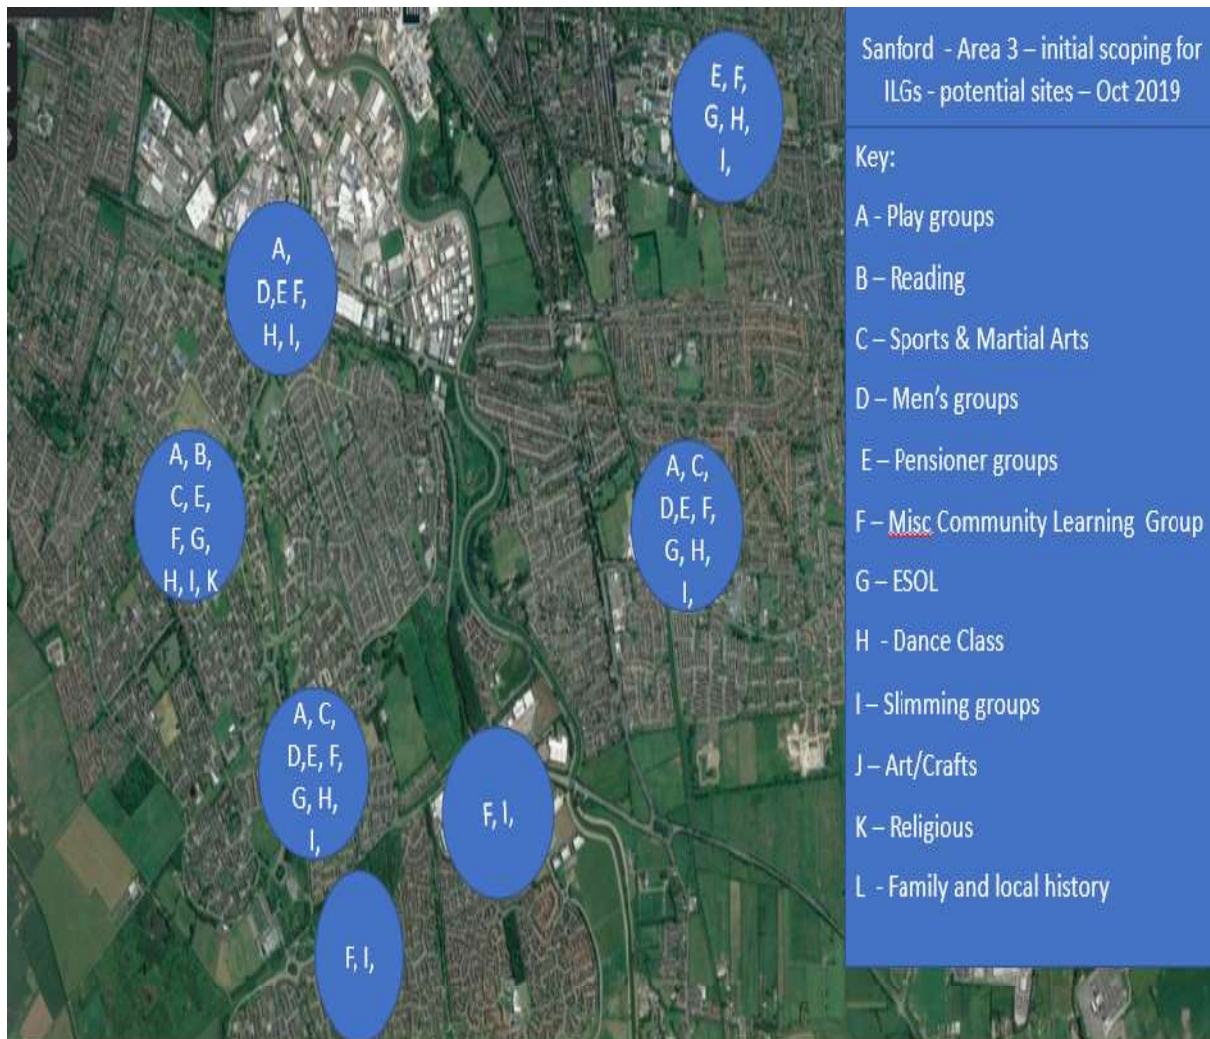 Sanford - Area 3 – initial scoping for
ILGs - potential sites – Oct 2019
Key:
A - Play groups
B – Reading
C – Sports & Martial Arts
D – Men's groups
E – Pensioner groups
F – Misc Community Learning Group
G – ESOL
H - Dance Class
I – Slimming groups
J – Art/Crafts
K – Religious
L - Family and local history
E, F,
G, H,
I,
A,
D,E F,
H, I,
A, B,
C, E,
F, G,
H, I, K
A, C,
D,E, F,
G, H,
I,
A, C,
D,E, F,
G, H,
I,
F, I,
F, I,